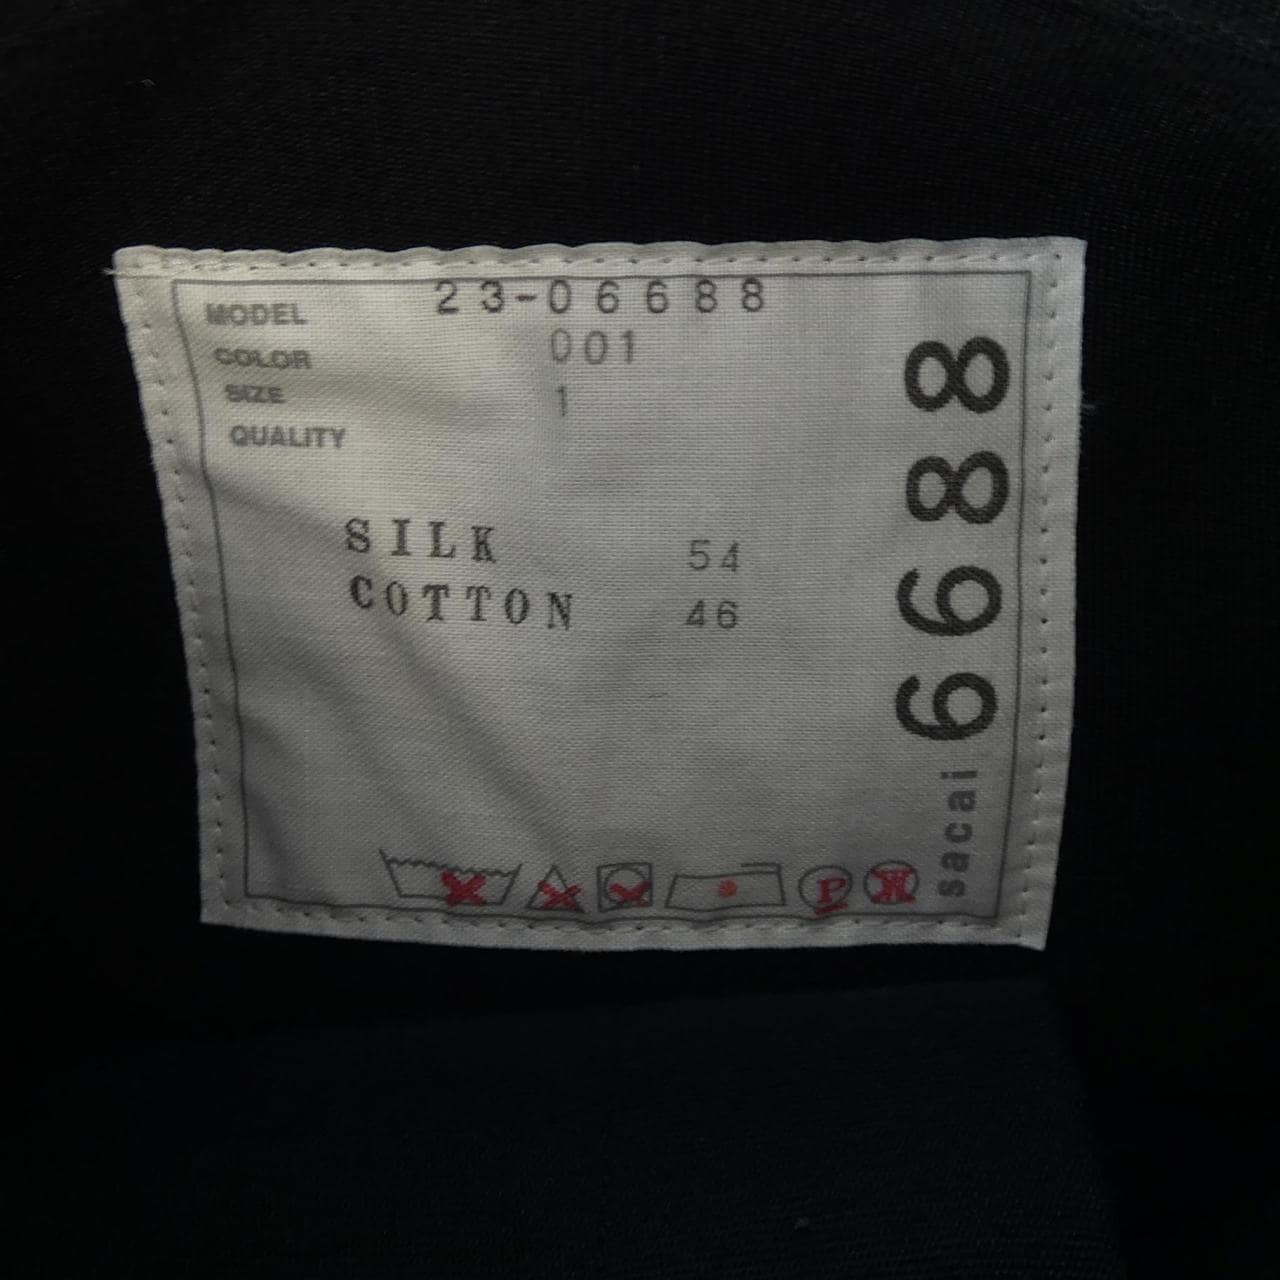 MODEL 23-06688
COLOR 001
SIZE 1
QUALITY
SILK 54
COTTON 46
P
W
sacai 6688